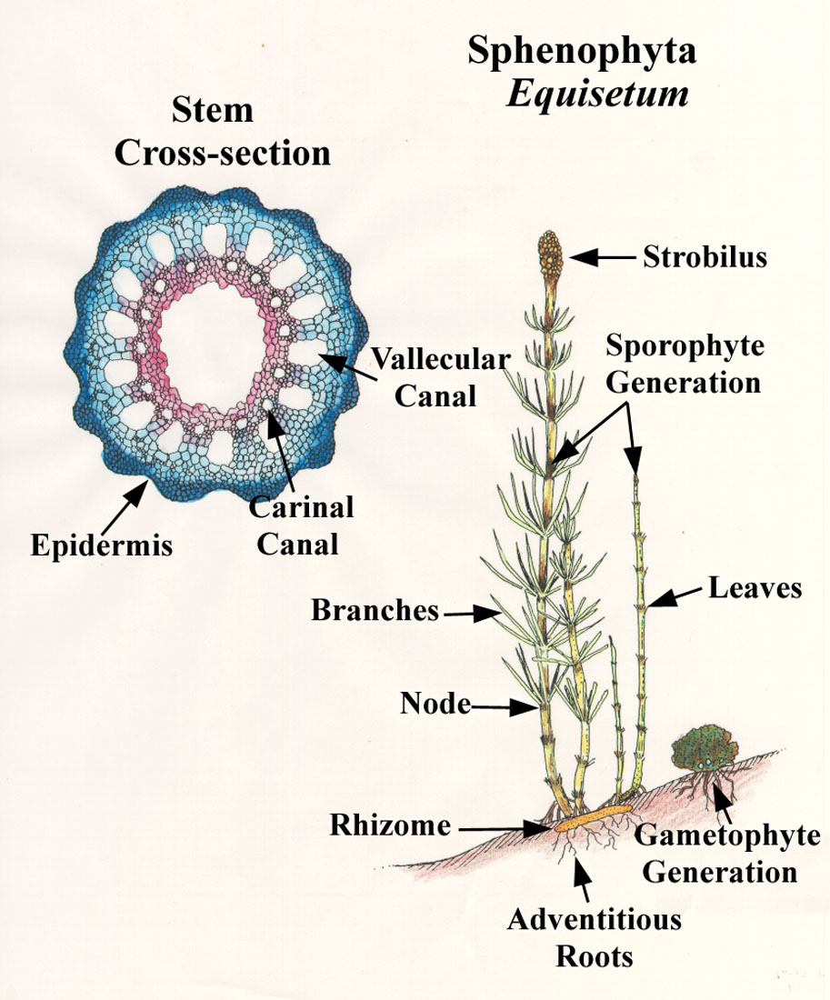 Sphenophyta
Equisetum
Stem
Cross-section
Strobilus
Sporophyte
Generation
Vallecular
Canal
Carinal
Canal
Epidermis
Leaves
Branches
Node
Rhizome
Gametophyte
Generation
Adventitious
Roots